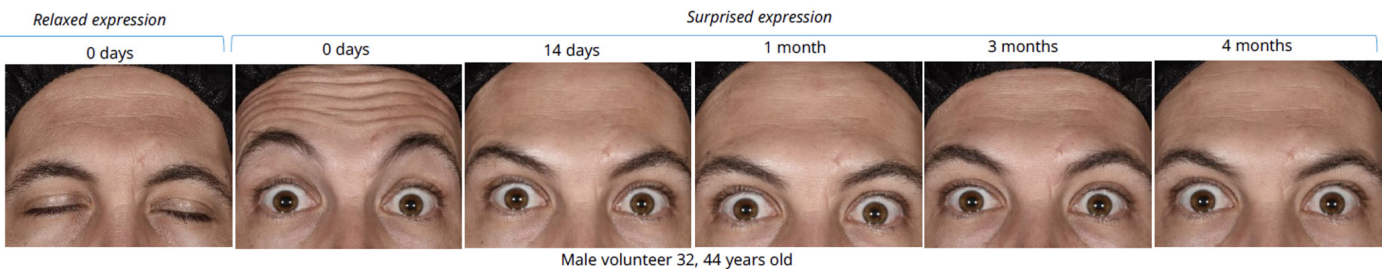 Relaxed expression
Surprised expression
0 days
0 days
14 days
1 month
3 months
4 months
Male volunteer 32, 44 years old